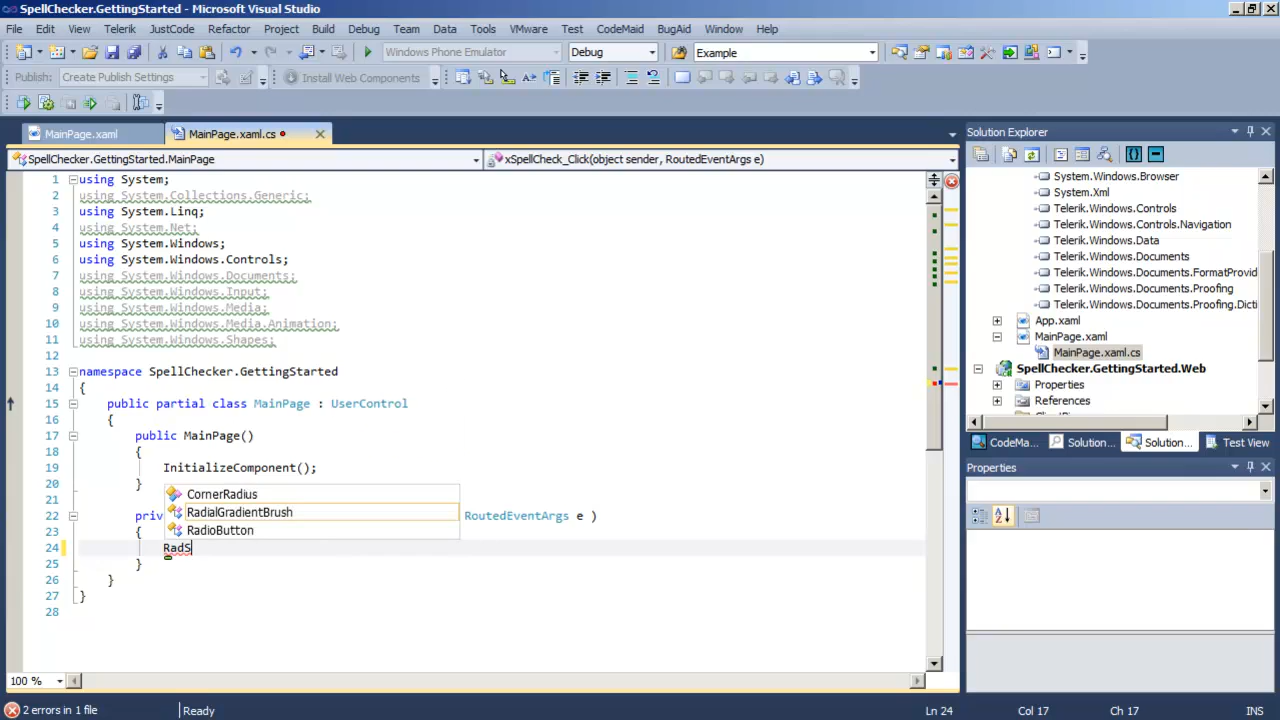 SpellChecker.GettingStarted - Microsoft Visual Studio
File Edit View Telerik JustCode Refactor Project Build Debug Team Data Tools VMware Architecture Test CodeMaid BugAid Window Help
Windows Phone Emulator Debug Example
Publish: Create Publish Settings Install Web Components
MainPage.xaml MainPage.xaml.cs
SpellChecker.GettingStarted.MainPage xSpellCheck_Click(object sender, RoutedEventArgs e)
1 using System;
2 using System.Collections.Generic;
3 using System.Linq;
4 using System.Net;
5 using System.Windows;
6 using System.Windows.Controls;
7 using System.Windows.Documents;
8 using System.Windows.Input;
9 using System.Windows.Media;
10 using System.Windows.Media.Animation;
11 using System.Windows.Shapes;
12
13 namespace SpellChecker.GettingStarted
14 {
15 public partial class MainPage : UserControl
16 {
17 public MainPage()
18 {
19 InitializeComponent();
20 }
21
CornerRadius
RadialGradientBrush
RadioButton
22 priv RoutedEventArgs e )
23 {
24 RadS
25 }
26 }
27 }
28
100 %
Solution Explorer
System.Windows.Browser
System.Xml
Telerik.Windows.Controls
Telerik.Windows.Controls.Navigation
Telerik.Windows.Data
Telerik.Windows.Documents
Telerik.Windows.Documents.FormatProvid
Telerik.Windows.Documents.Proofing
Telerik.Windows.Documents.Proofing.Dicti
App.xaml
MainPage.xaml
MainPage.xaml.cs
SpellChecker.GettingStarted.Web
Properties
References
CodeMa... Solution... Solution... Test View
Properties
2 errors in 1 file Ready Ln 24 Col 17 Ch 17 INS